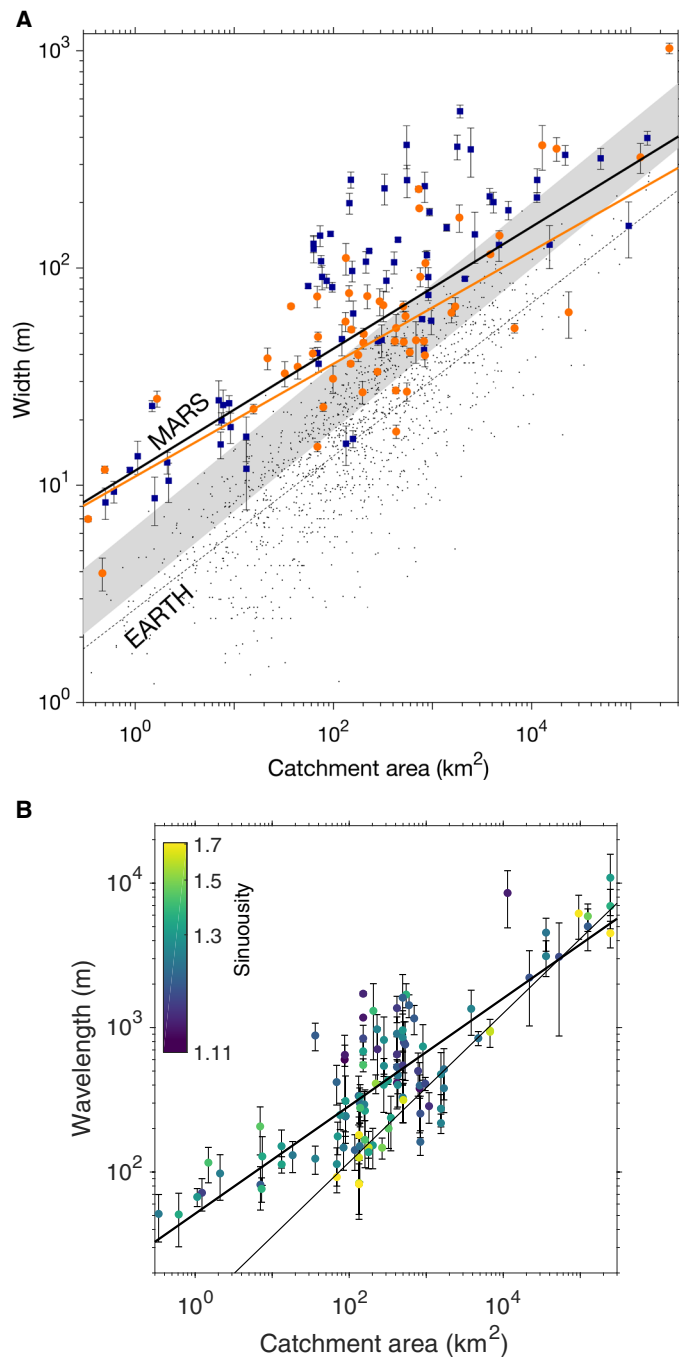 A
10³
10²
10¹
10⁰
Width (m)
MARS
EARTH
10⁰
10²
10⁴
Catchment area (km²)
B
1.7
1.5
1.3
1.11
Sinuousity
10⁴
10³
10²
Wavelength (m)
10⁰
10²
10⁴
Catchment area (km²)